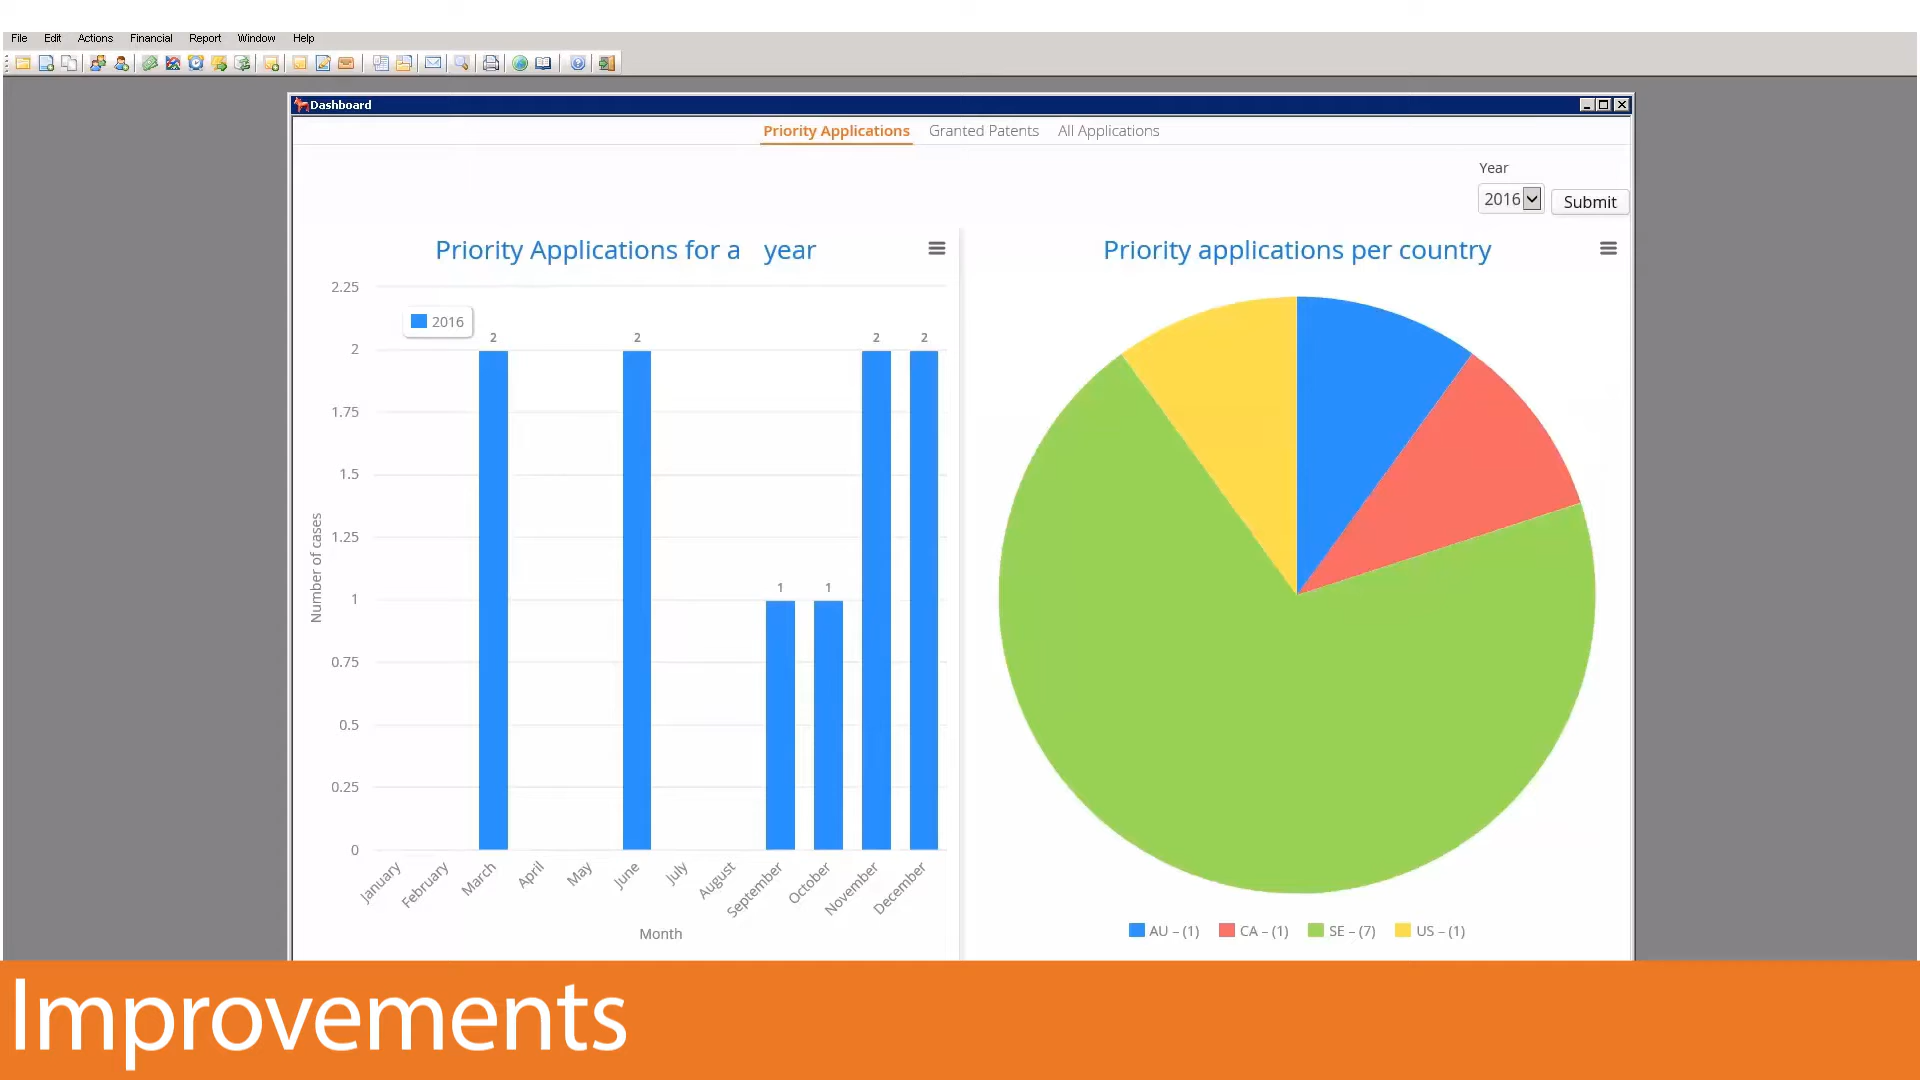 File Edit Actions Financial Report Window Help
Dashboard
Priority Applications Granted Patents All Applications
Year
2016 Submit
Priority Applications for a year
2.25
2016
2 2 2 2
2
1.75
1.5
1.25
1 1
1
0.75
0.5
0.25
0
Number of cases
January February March April May June July August September October November December
Month
Priority applications per country
AU – (1) CA – (1) SE – (7) US – (1)
Improvements